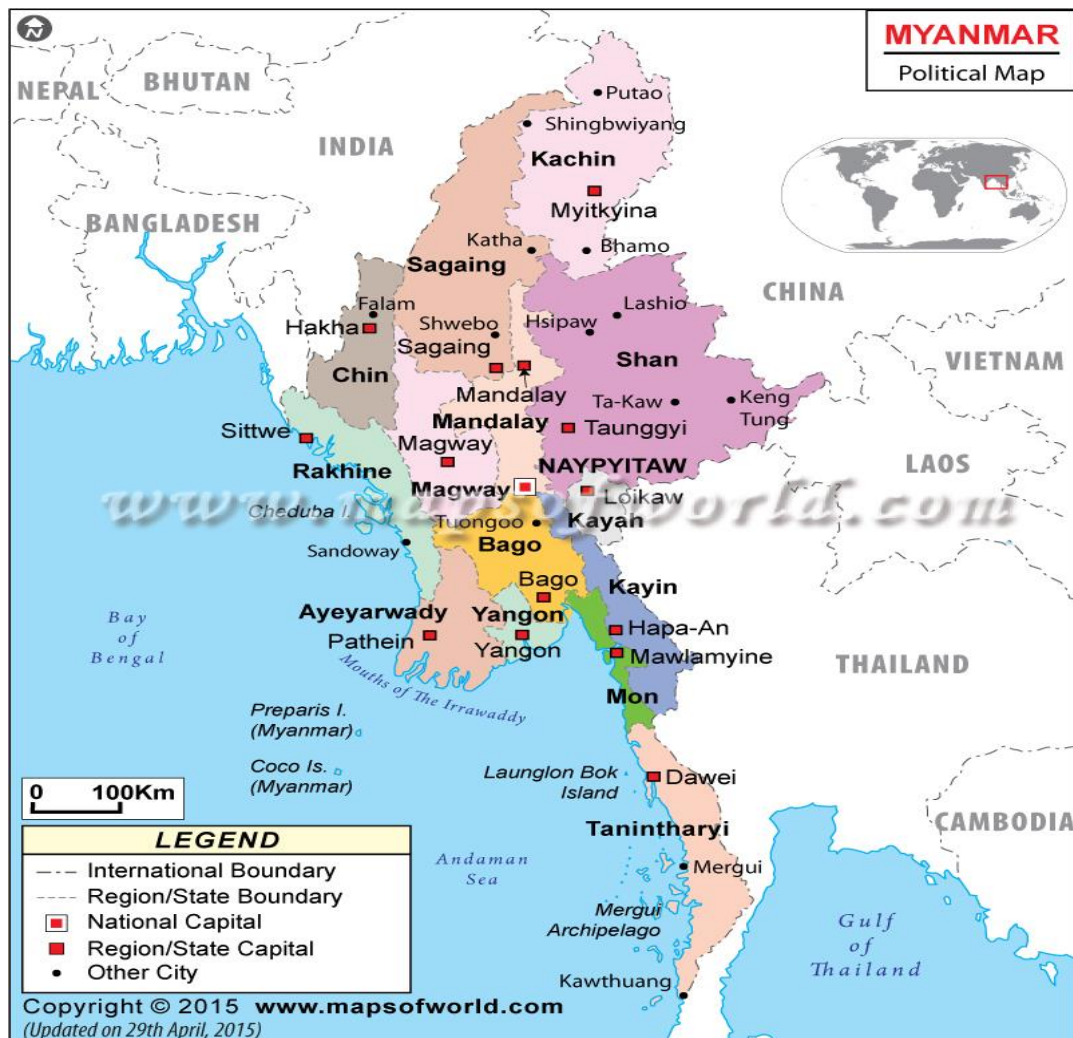 N
MYANMAR
Political Map
NEPAL
BHUTAN
INDIA
BANGLADESH
CHINA
VIETNAM
LAOS
THAILAND
CAMBODIA
Putao
Shingbwiyang
Kachin
Myitkyina
Katha
Bhamo
Sagaing
Falam
Hakha
Shwebo
Sagaing
Hsipaw
Lashio
Shan
Chin
Mandalay
Mandalay
Ta-Kaw
Keng
Tung
Taunggyi
Sittwe
Magway
Rakhine
NAYPYITAW
Magway
Loikaw
www.mapsofworld.com
Cheduba I.
Tuongoo
Kayah
Sandoway
Bago
Kayin
Bago
Ayeyarwady
Yangon
Pathein
Yangon
Hapa-An
Mawlamyine
Bay
of
Bengal
Mouths of The Irrawaddy
Mon
Preparis I.
(Myanmar)
Coco Is.
(Myanmar)
Launglon Bok
Island
Dawei
Tanintharyi
Andaman
Sea
Mergui
Mergui
Archipelago
Gulf
of
Thailand
Kawthuang
0 100Km
LEGEND
International Boundary
Region/State Boundary
National Capital
Region/State Capital
Other City
Copyright © 2015 www.mapsofworld.com
(Updated on 29th April, 2015)